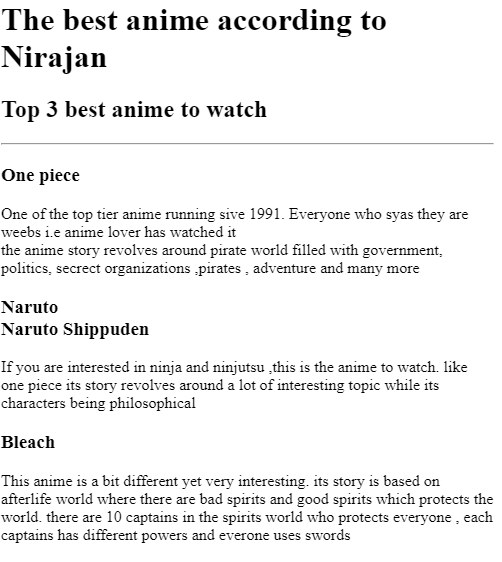 The best anime according to
Nirajan
Top 3 best anime to watch
One piece
One of the top tier anime running sive 1991. Everyone who syas they are
weebs i.e anime lover has watched it
the anime story revolves around pirate world filled with government,
politics, secrect organizations ,pirates , adventure and many more
Naruto
Naruto Shippuden
If you are interested in ninja and ninjutsu ,this is the anime to watch. like
one piece its story revolves around a lot of interesting topic while its
characters being philosophical
Bleach
This anime is a bit different yet very interesting. its story is based on
afterlife world where there are bad spirits and good spirits which protects the
world. there are 10 captains in the spirits world who protects everyone , each
captains has different powers and everone uses swords